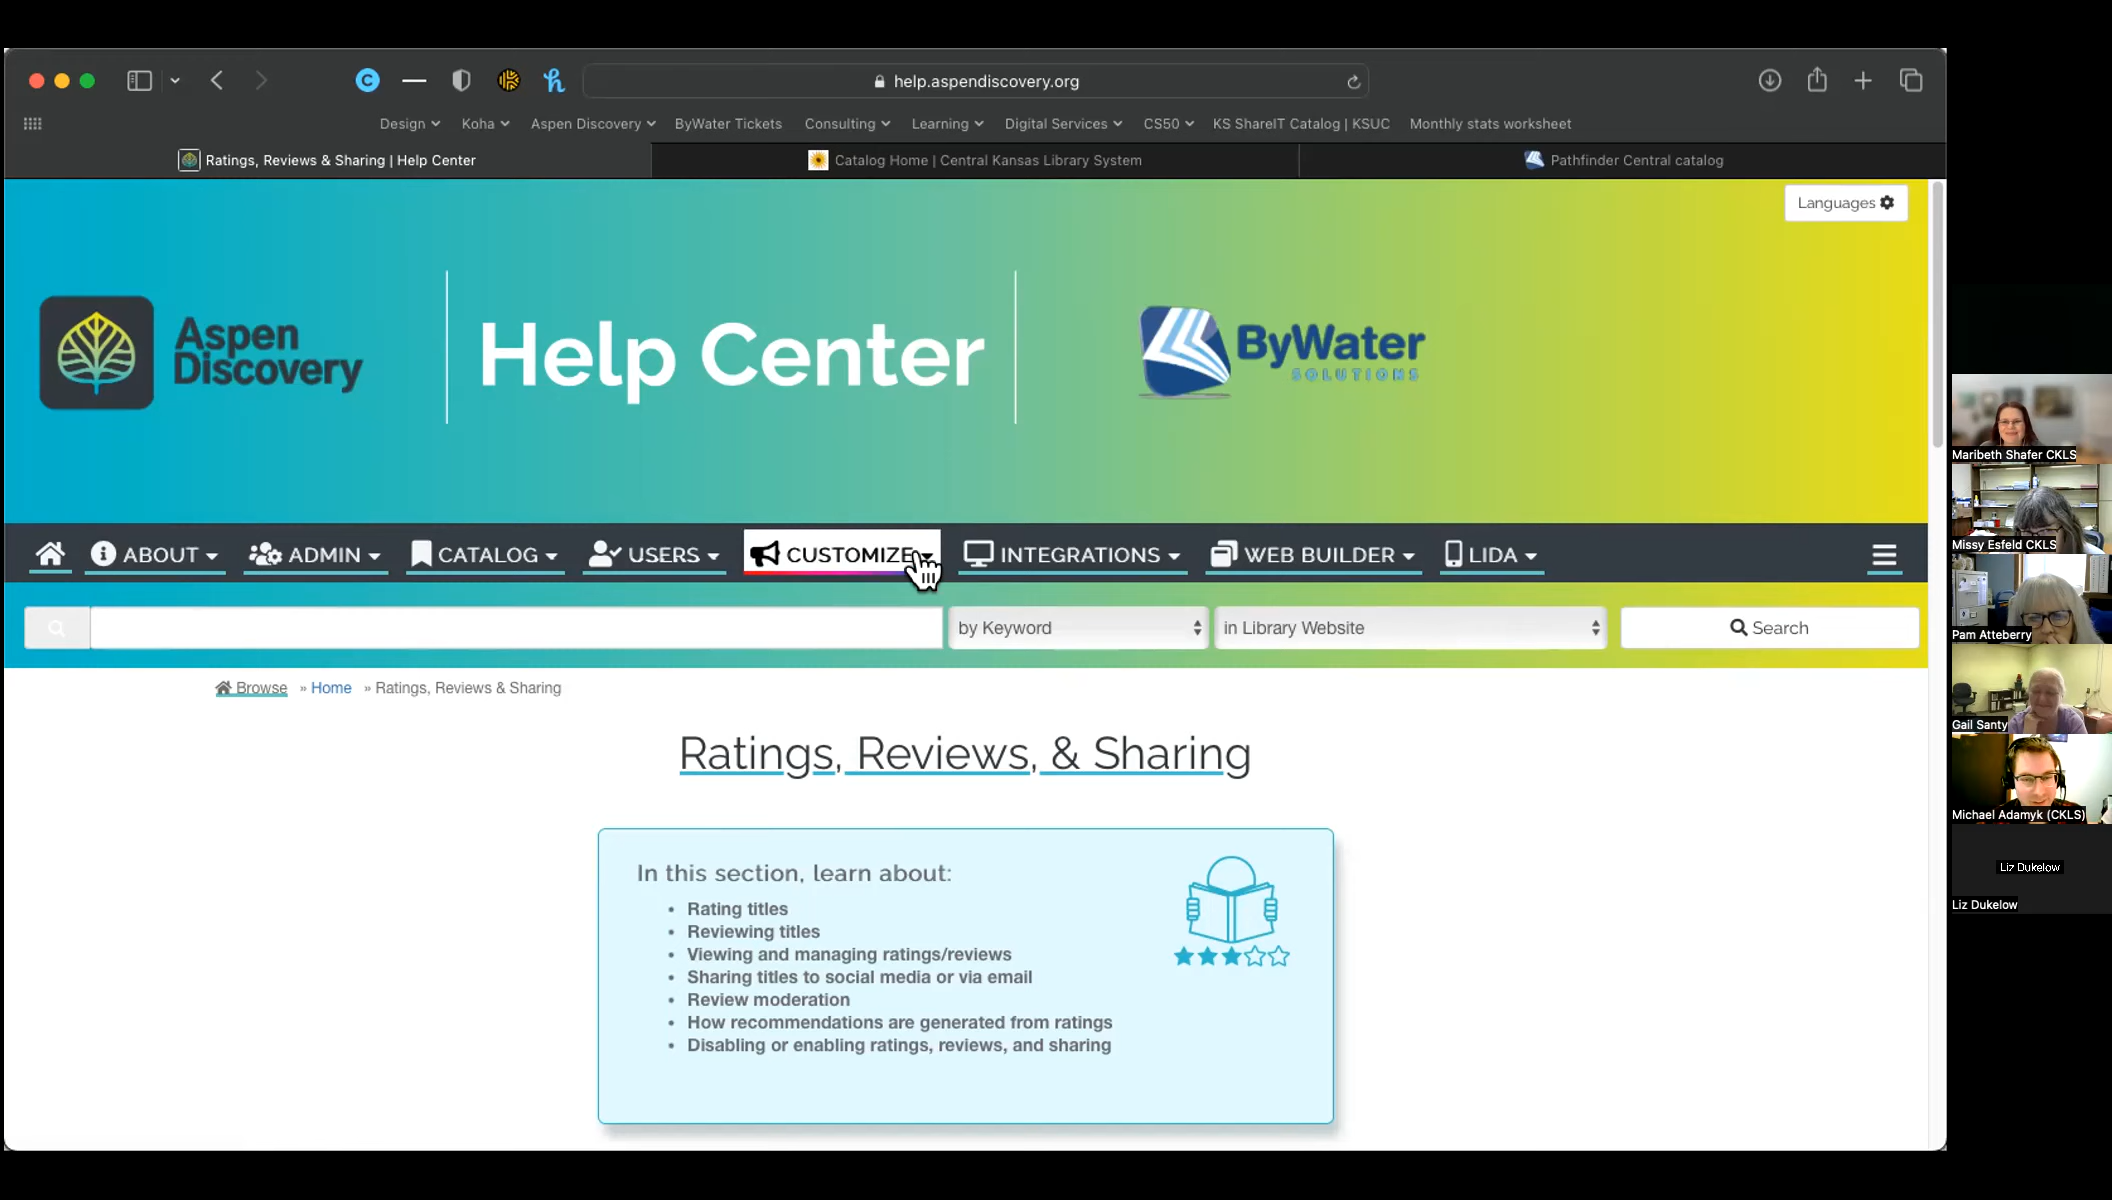 help.aspendiscovery.org
Design Koha Aspen Discovery ByWater Tickets Consulting Learning Digital Services CS50 KS ShareIT Catalog | KSUC Monthly stats worksheet
Ratings, Reviews & Sharing | Help Center
Catalog Home | Central Kansas Library System
Pathfinder Central catalog
Languages
Aspen
Discovery
Help Center
ByWater
SOLUTIONS
ABOUT ADMIN CATALOG USERS CUSTOMIZE INTEGRATIONS WEB BUILDER LIDA
by Keyword
in Library Website
Search
Browse » Home » Ratings, Reviews & Sharing
Ratings, Reviews, & Sharing
In this section, learn about:
• Rating titles
• Reviewing titles
• Viewing and managing ratings/reviews
• Sharing titles to social media or via email
• Review moderation
• How recommendations are generated from ratings
• Disabling or enabling ratings, reviews, and sharing
Maribeth Shafer CKLS
Missy Esfeld CKLS
Pam Atteberry
Gail Santy
Michael Adamyk (CKLS)
Liz Dukelow
Liz Dukelow